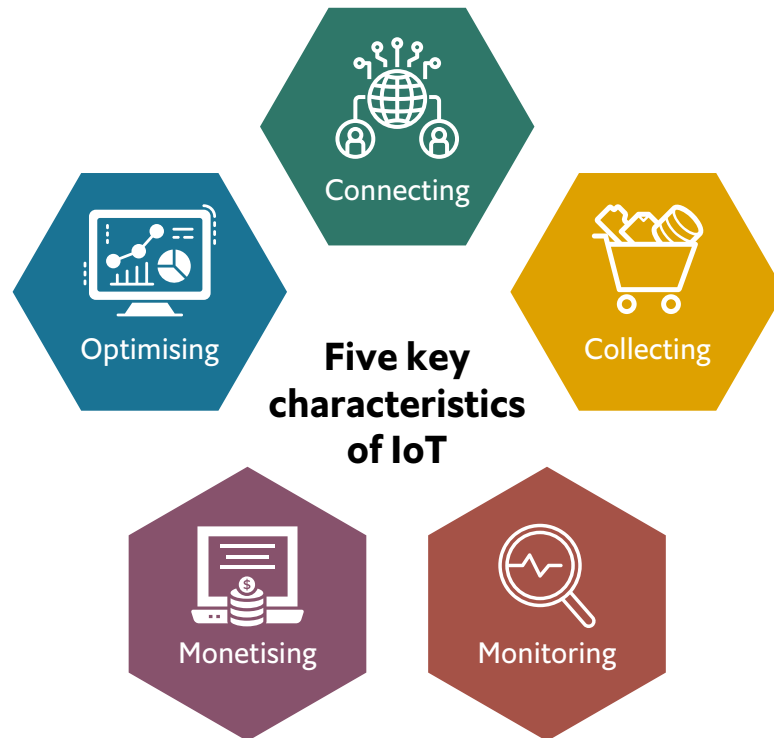 Connecting
Optimising
Collecting
Five key
characteristics
of IoT
$
Monetising
Monitoring